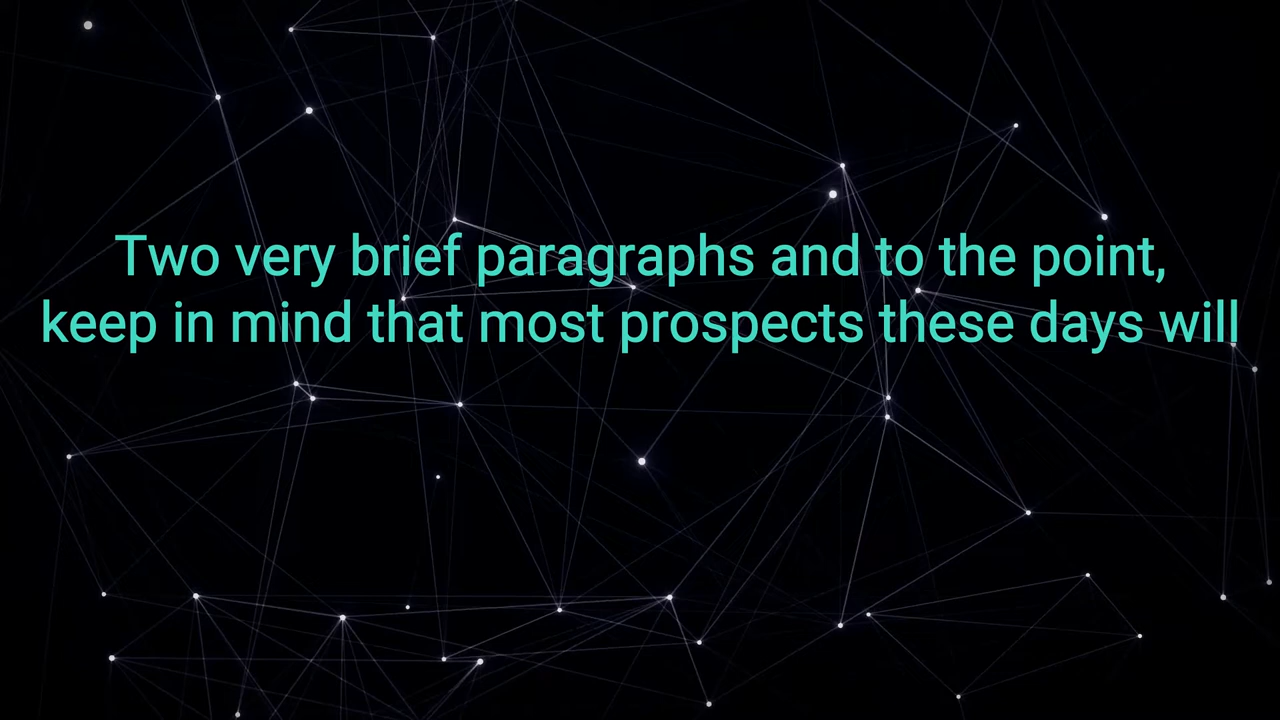 Two very brief paragraphs and to the point,
keep in mind that most prospects these days will